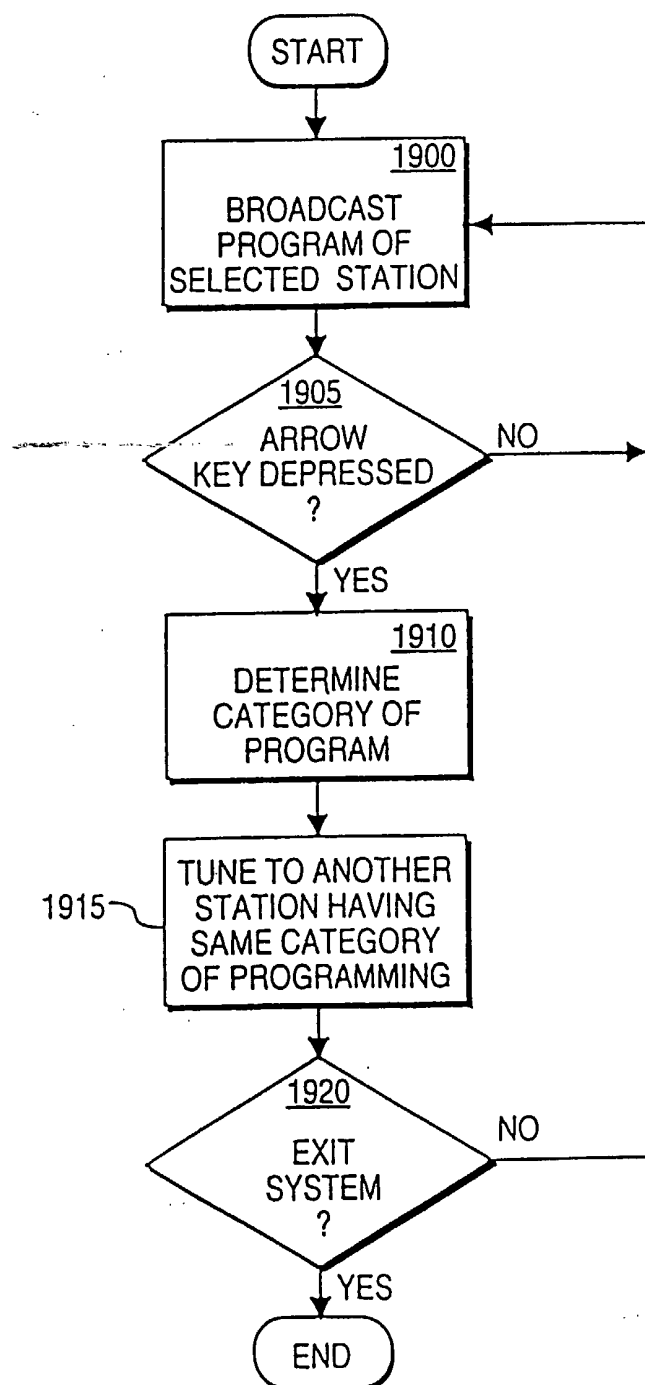 START
1900
BROADCAST
PROGRAM OF
SELECTED STATION
1905
ARROW
KEY DEPRESSED
?
NO
YES
1910
DETERMINE
CATEGORY OF
PROGRAM
1915
TUNE TO ANOTHER
STATION HAVING
SAME CATEGORY
OF PROGRAMMING
1920
EXIT
SYSTEM
?
NO
YES
END